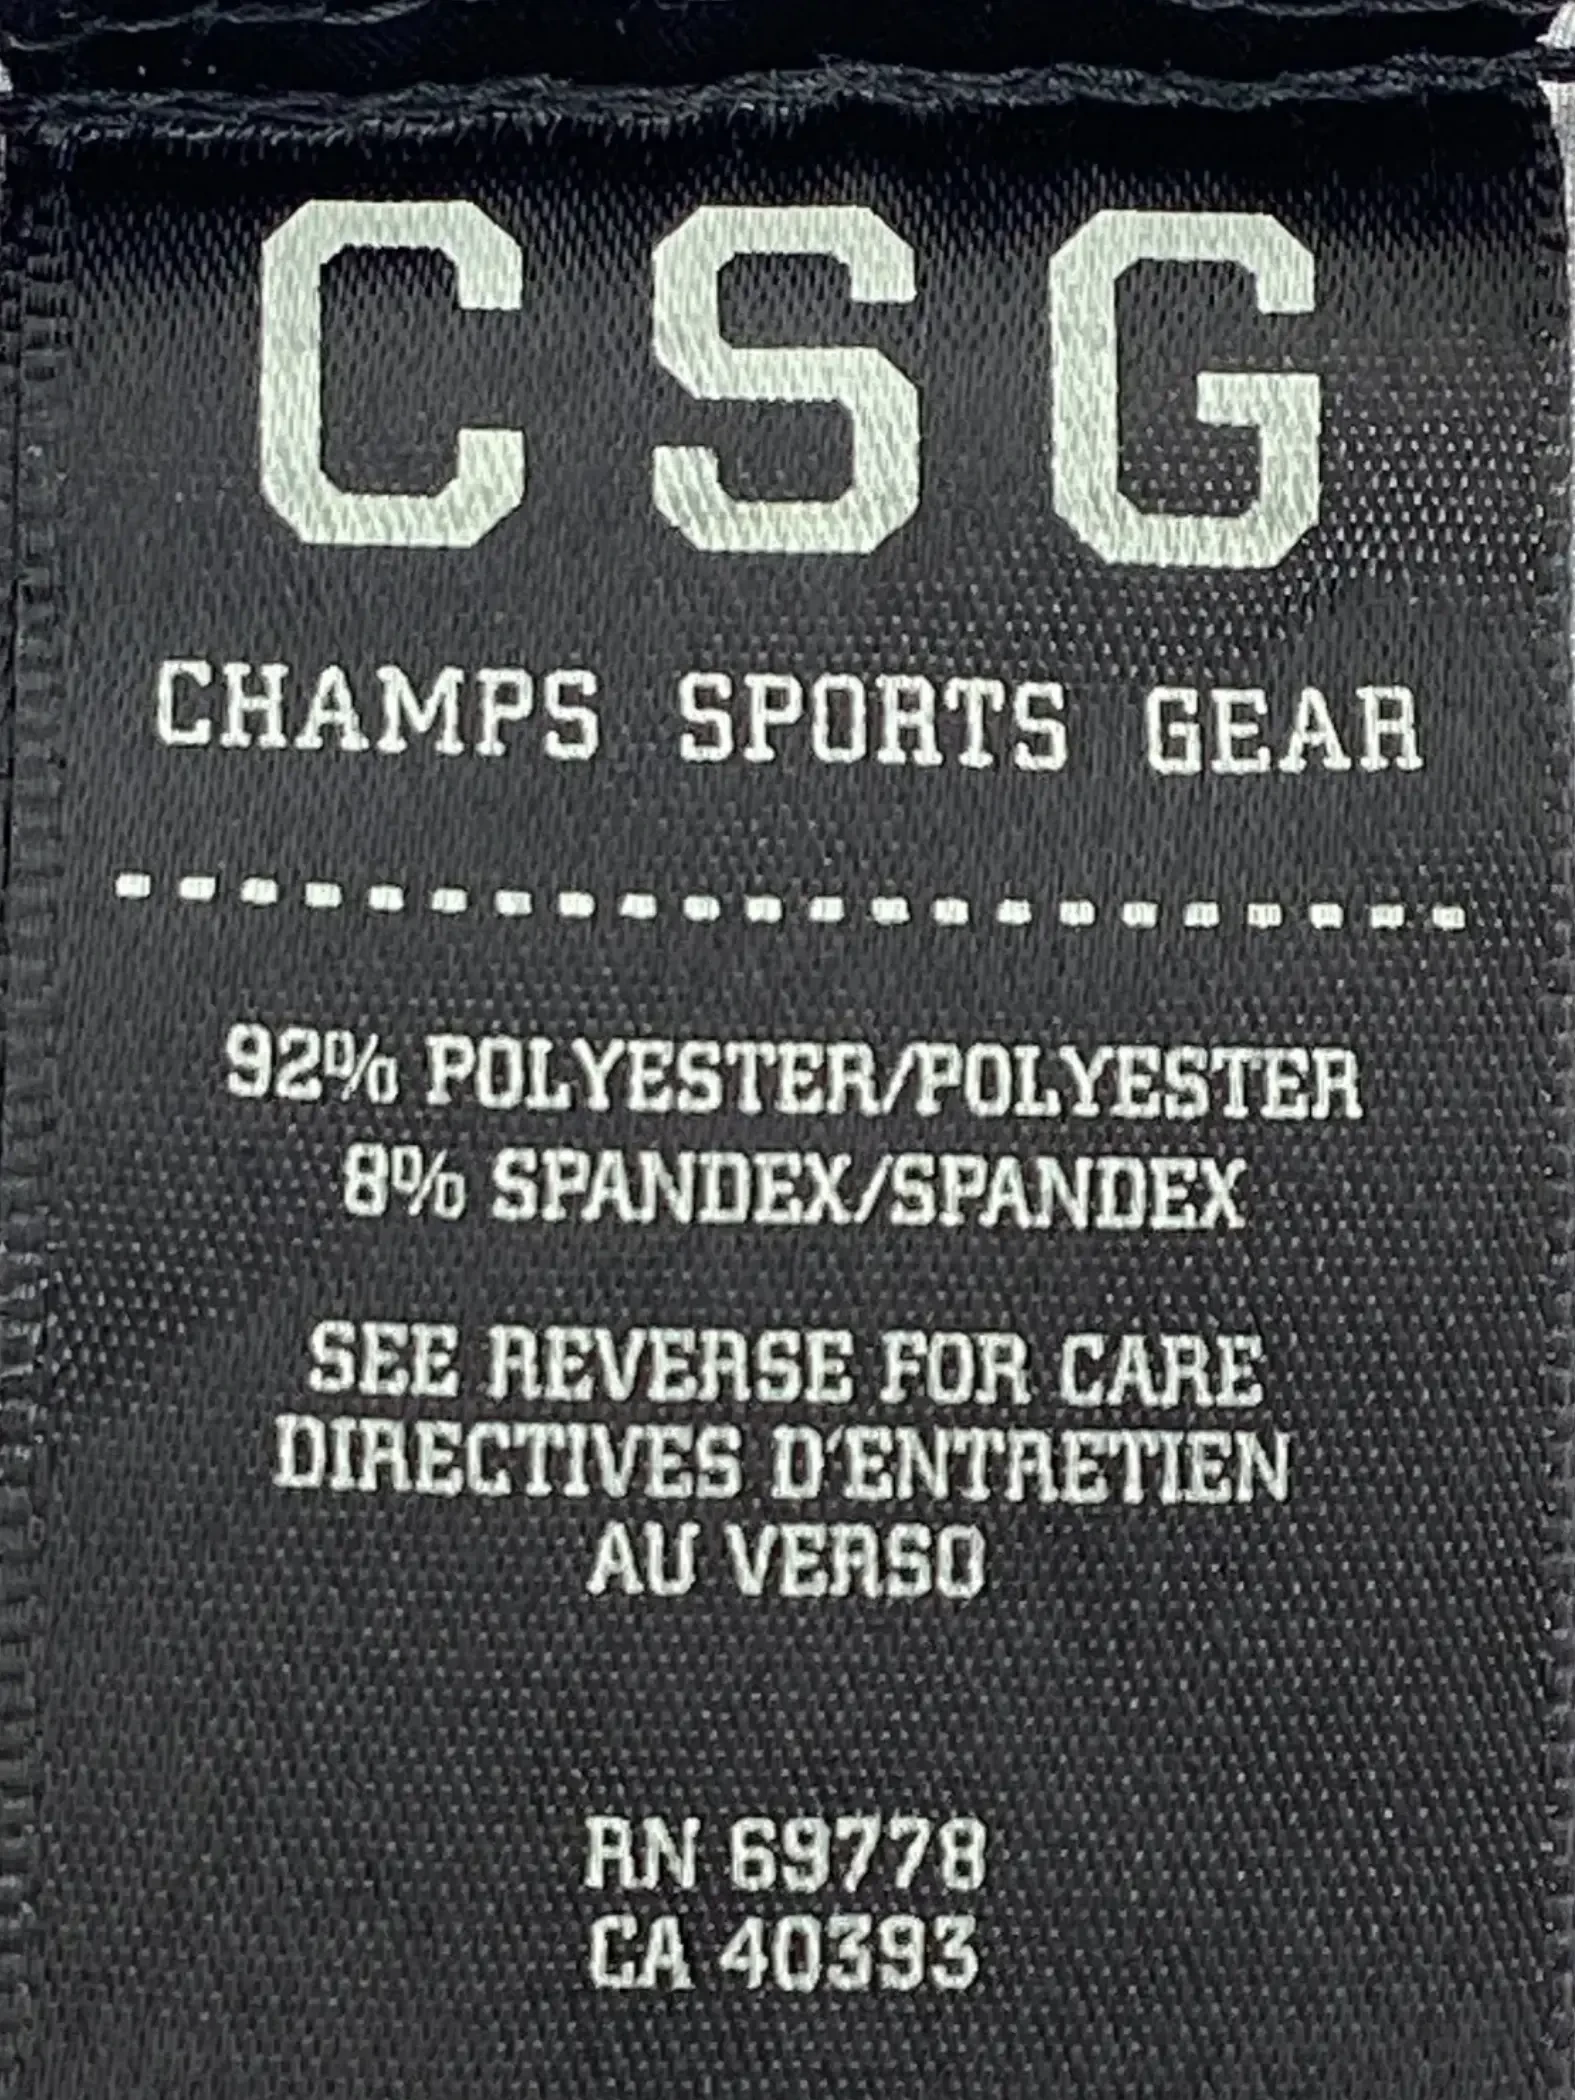 CSG
CHAMPS SPORTS GEAR
92% POLYESTER/POLYESTER
8% SPANDEX/SPANDEX
SEE REVERSE FOR CARE
DIRECTIVES D'ENTRETIEN
AU VERSO
RN 69778
CA 40393